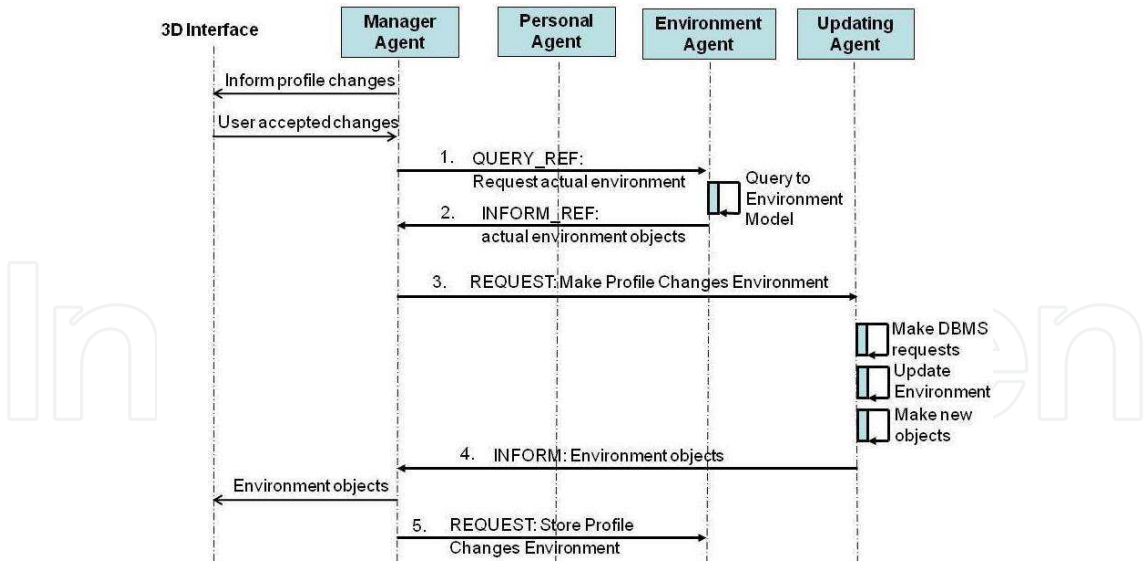 3D Interface
Manager
Agent
Personal
Agent
Environment
Agent
Updating
Agent
Inform profile changes
User accepted changes
1. QUERY_REF:
Request actual environment
Query to
Environment
Model
2. INFORM_REF:
actual environment objects
3. REQUEST:Make Profile Changes Environment
Make DBMS
requests
Update
Environment
Make new
objects
4. INFORM: Environment objects
Environment objects
5. REQUEST: Store Profile
Changes Environment
In
en